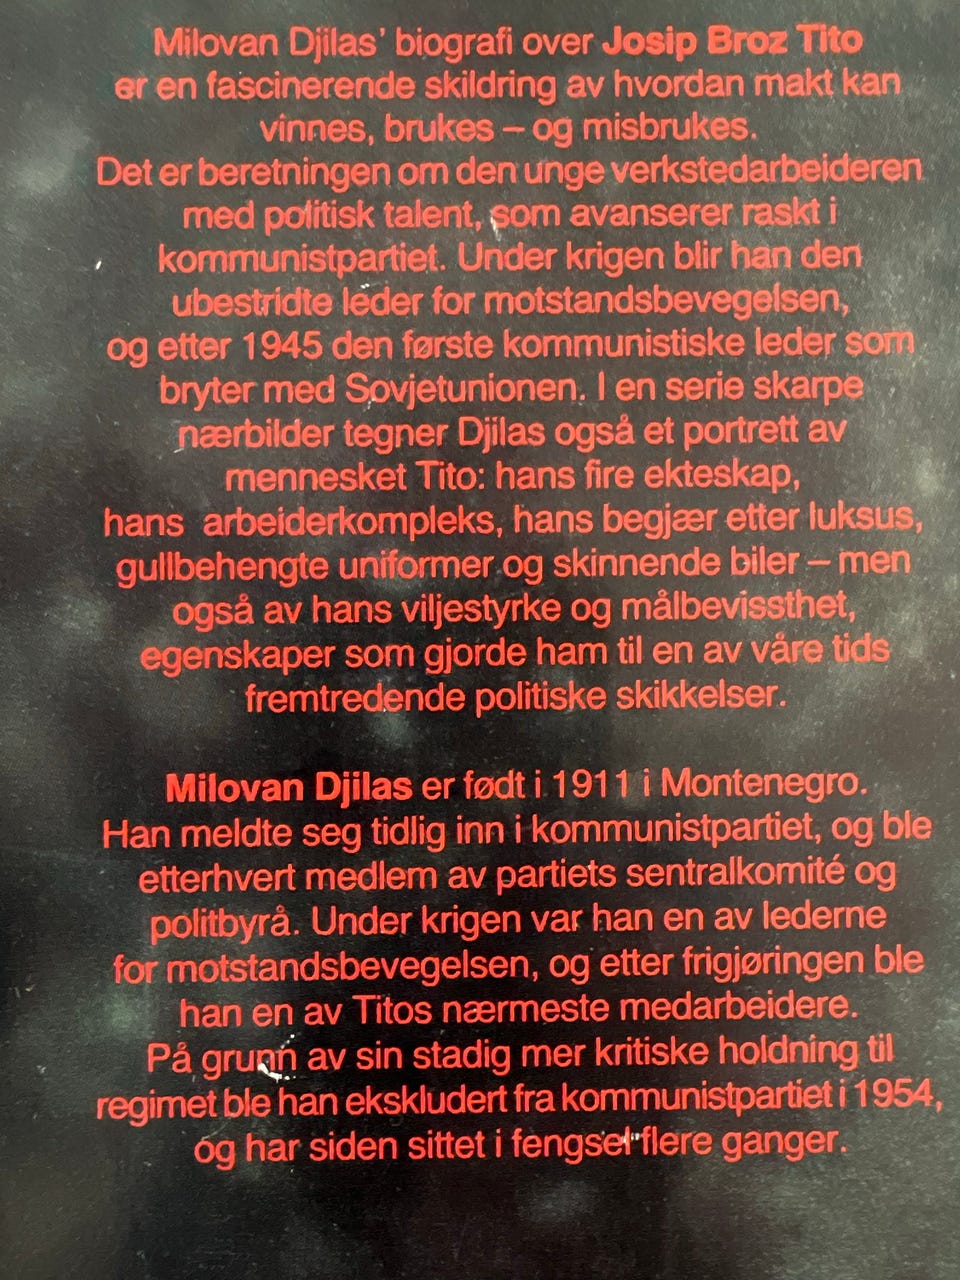 Milovan Djilas' biografi over Josip Broz Tito
er en fascinerende skildring av hvordan makt kan
vinnes, brukes – og misbrukes.
Det er beretningen om den unge verkstedarbeideren
med politisk talent, som avanserer raskt i
kommunistpartiet. Under krigen blir han den
ubestridte leder for motstandsbevegelsen,
og etter 1945 den første kommunistiske leder som
bryter med Sovjetunionen. I en serie skarpe
nærbilder tegner Djilas også et portrett av
mennesket Tito: hans fire ekteskap,
hans arbeiderkompleks, hans begjær etter luksus,
gullbehengte uniformer og skinnende biler – men
også av hans viljestyrke og målbevissthet,
egenskaper som gjorde ham til en av våre tids
fremtredende politiske skikkelser.
Milovan Djilas er født i 1911 i Montenegro.
Han meldte seg tidlig inn i kommunistpartiet, og ble
etterhvert medlem av partiets sentralkomité og
politbyrå. Under krigen var han en av lederne
for motstandsbevegelsen, og etter frigjøringen ble
han en av Titos nærmeste medarbeidere.
På grunn av sin stadig mer kritiske holdning til
regimet ble han ekskludert fra kommunistpartiet i 1954,
og har siden sittet i fengsel flere ganger.